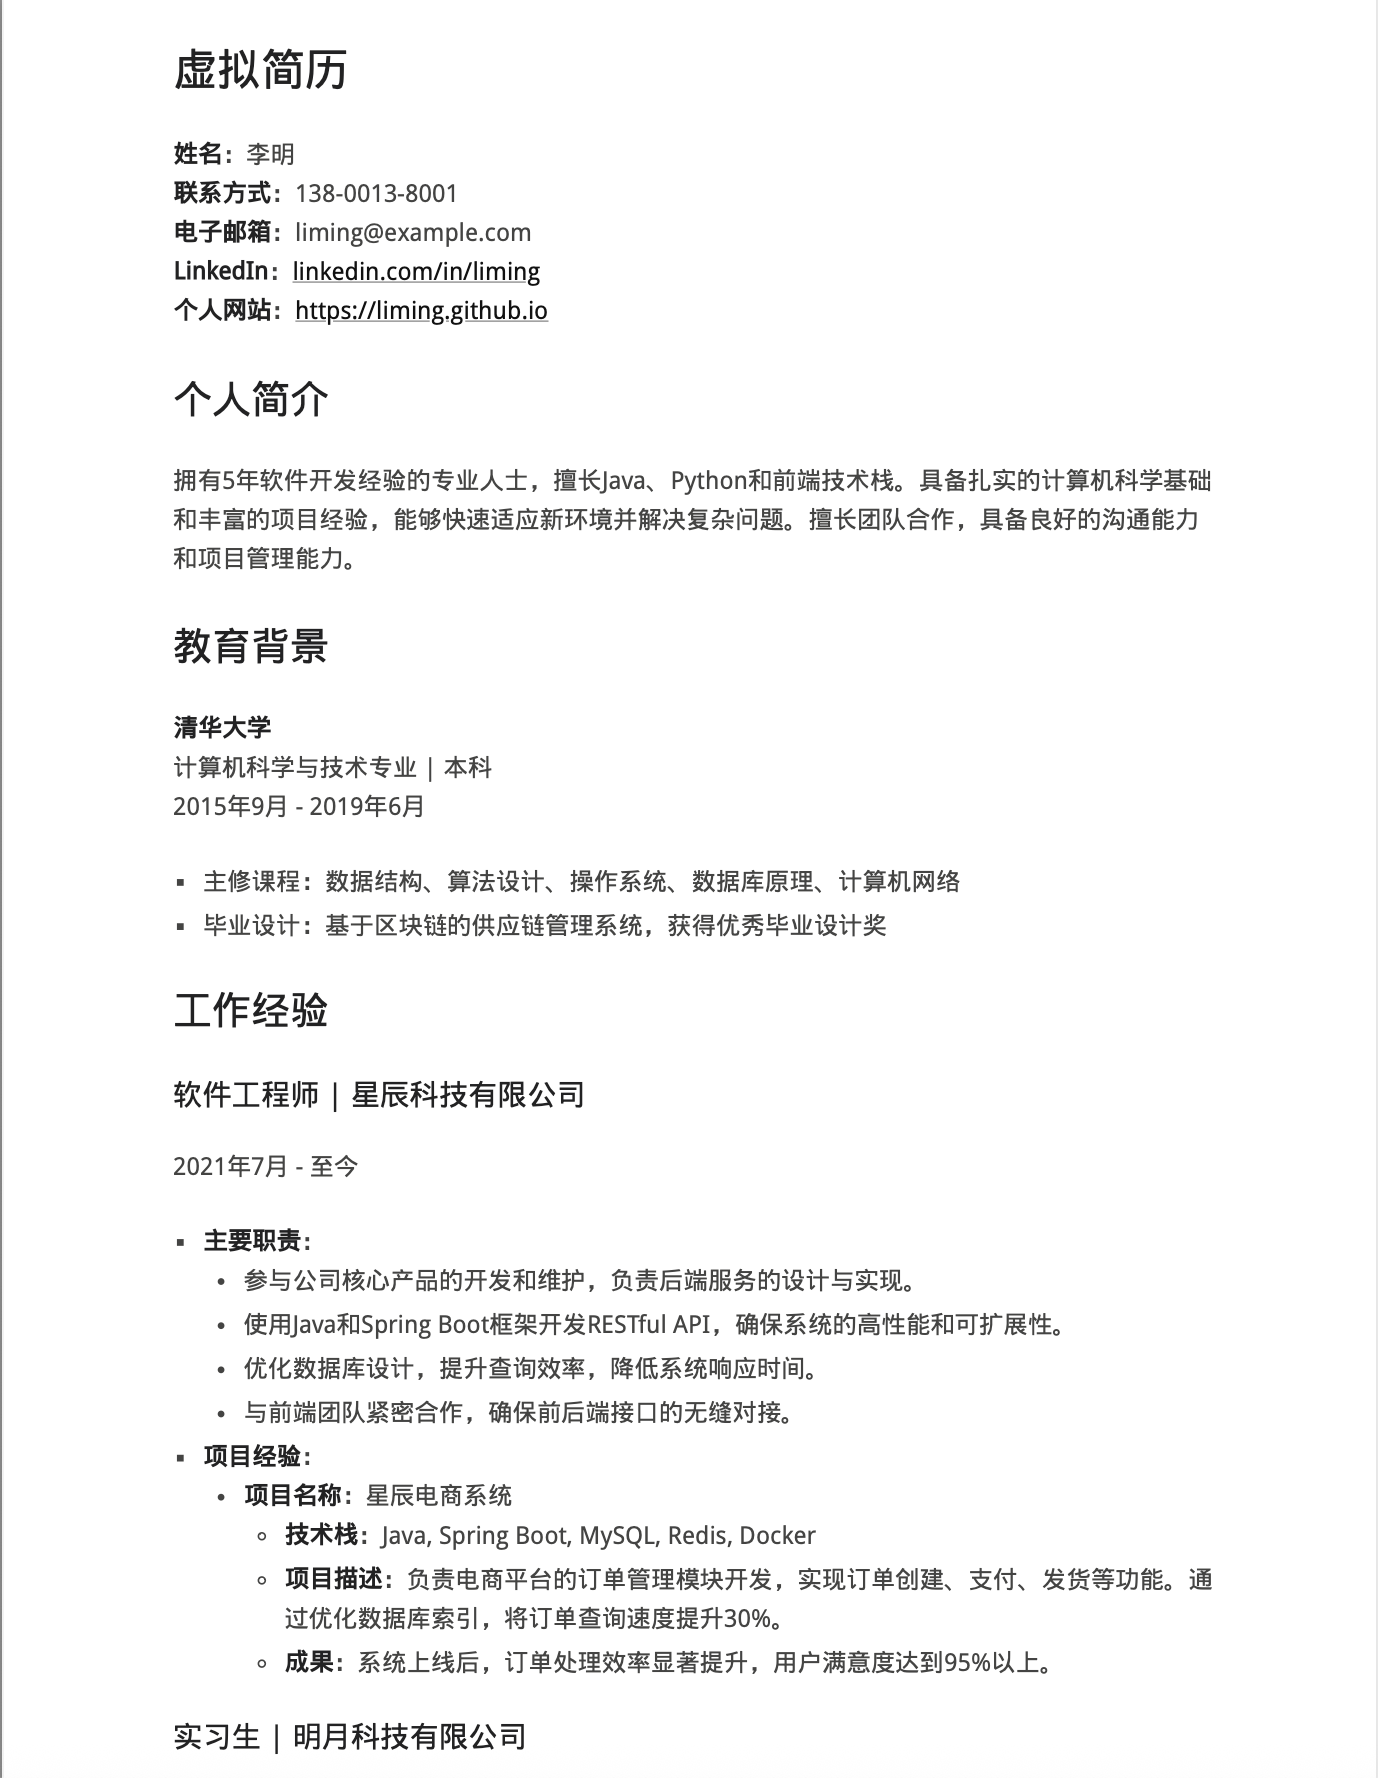 虚拟简历
姓名：李明
联系方式：138-0013-8001
电子邮箱：liming@example.com
LinkedIn：linkedin.com/in/liming
个人网站：https://liming.github.io
个人简介
拥有5年软件开发经验的专业人士，擅长Java、Python和前端技术栈。具备扎实的计算机科学基础
和丰富的项目经验，能够快速适应新环境并解决复杂问题。擅长团队合作，具备良好的沟通能力
和项目管理能力。
教育背景
清华大学
计算机科学与技术专业 | 本科
2015年9月 - 2019年6月
▪ 主修课程：数据结构、算法设计、操作系统、数据库原理、计算机网络
▪ 毕业设计：基于区块链的供应链管理系统，获得优秀毕业设计奖
工作经验
软件工程师 | 星辰科技有限公司
2021年7月 - 至今
▪ 主要职责：
• 参与公司核心产品的开发和维护，负责后端服务的设计与实现。
• 使用Java和Spring Boot框架开发RESTful API，确保系统的高性能和可扩展性。
• 优化数据库设计，提升查询效率，降低系统响应时间。
• 与前端团队紧密合作，确保前后端接口的无缝对接。
▪ 项目经验：
• 项目名称：星辰电商系统
◦ 技术栈：Java, Spring Boot, MySQL, Redis, Docker
◦ 项目描述：负责电商平台的订单管理模块开发，实现订单创建、支付、发货等功能。通
过优化数据库索引，将订单查询速度提升30%。
◦ 成果：系统上线后，订单处理效率显著提升，用户满意度达到95%以上。
实习生 | 明月科技有限公司